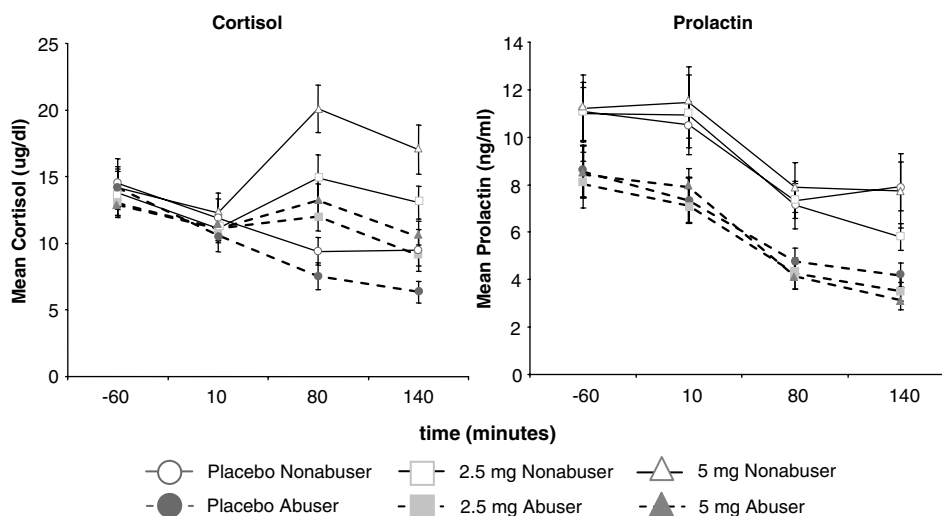 Cortisol
Mean Cortisol (ug/dl)
25
20
15
10
5
0
-60 10 80 140
Prolactin
Mean Prolactin (ng/ml)
14
12
10
8
6
4
2
0
-60 10 80 140
time (minutes)
Placebo Nonabuser 2.5 mg Nonabuser 5 mg Nonabuser
Placebo Abuser 2.5 mg Abuser 5 mg Abuser